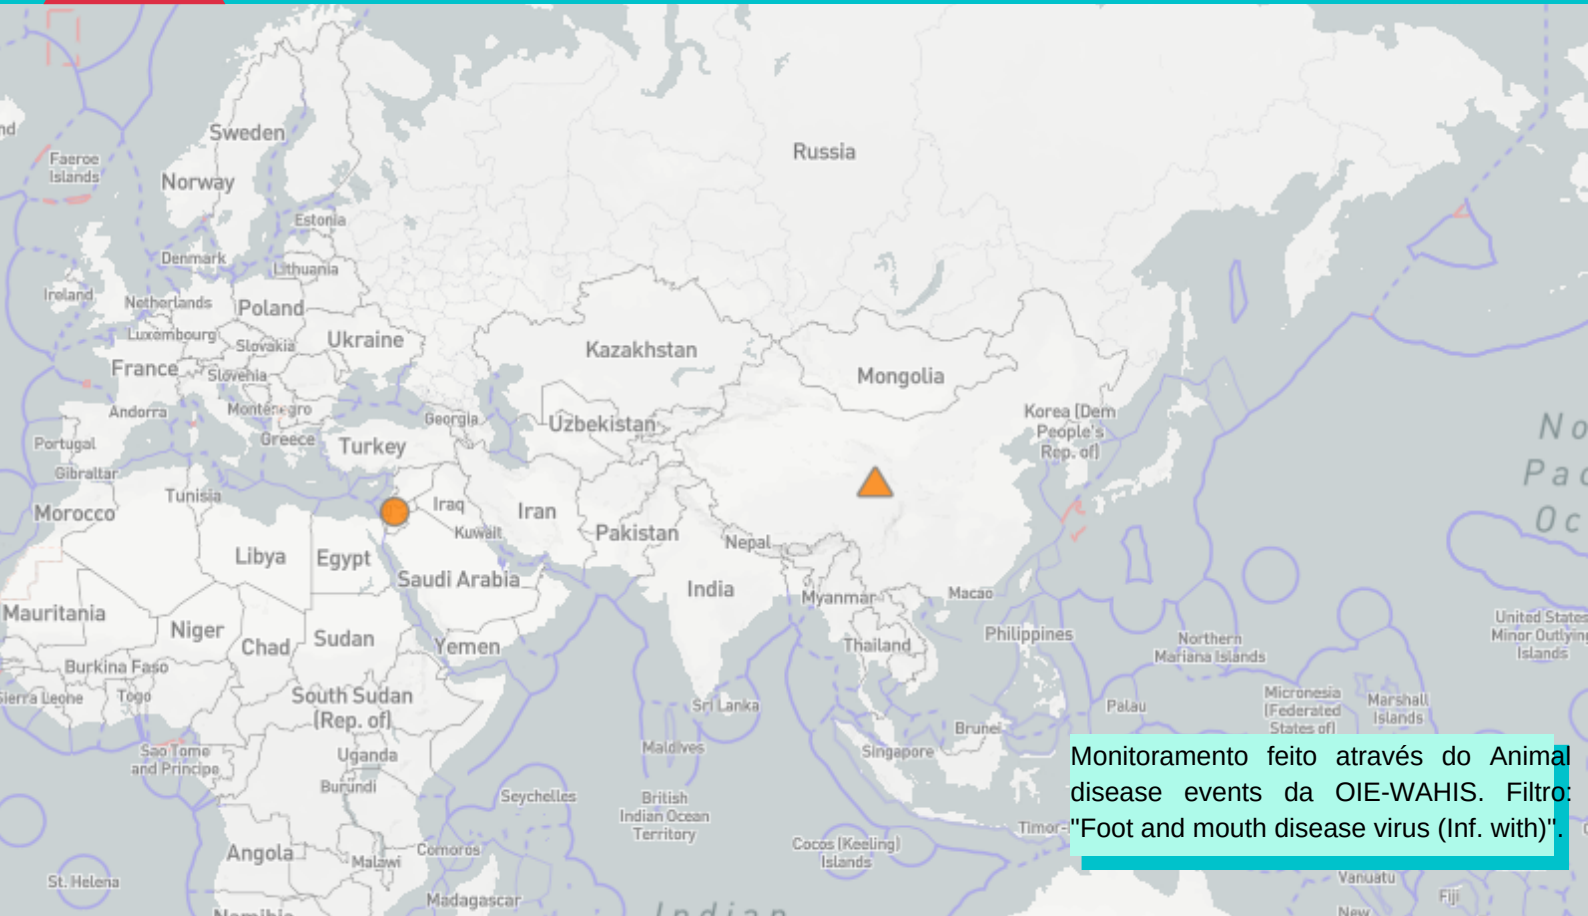 Sweden
Russia
Faeroe
Islands
Norway
Estonia
Denmark
Lithuania
Ireland
Netherlands
Poland
Luxembourg
Slovakia
Ukraine
France
Slovenia
Kazakhstan
Mongolia
Andorra
Montenegro
Georgia
Uzbekistan
Korea (Dem
People's
Rep. of)
Portugal
Greece
Turkey
Gibraltar
Tunisia
Morocco
Iraq
Iran
Kuwait
Pakistan
Nepal
Libya
Egypt
Saudi Arabia
India
Myanmar
Macao
Mauritania
Niger
Chad
Sudan
Yemen
Thailand
Philippines
Northern
Mariana Islands
United States
Minor Outlying
Islands
Burkina Faso
Sierra Leone
Togo
South Sudan
(Rep. of)
Sri Lanka
Palau
Micronesia
(Federated
States of)
Marshall
Islands
Sao Tome
and Principe
Uganda
Maldives
Singapore
Brunei
Burundi
Seychelles
British
Indian Ocean
Territory
Monitoramento feito através do Animal
disease events da OIE-WAHIS. Filtro:
"Foot and mouth disease virus (Inf. with)".
Timor-
Angola
Malawi
Comoros
Cocos (Keeling)
Islands
St. Helena
Madagascar
Vanuatu
Fiji
New
Namibia
Indian